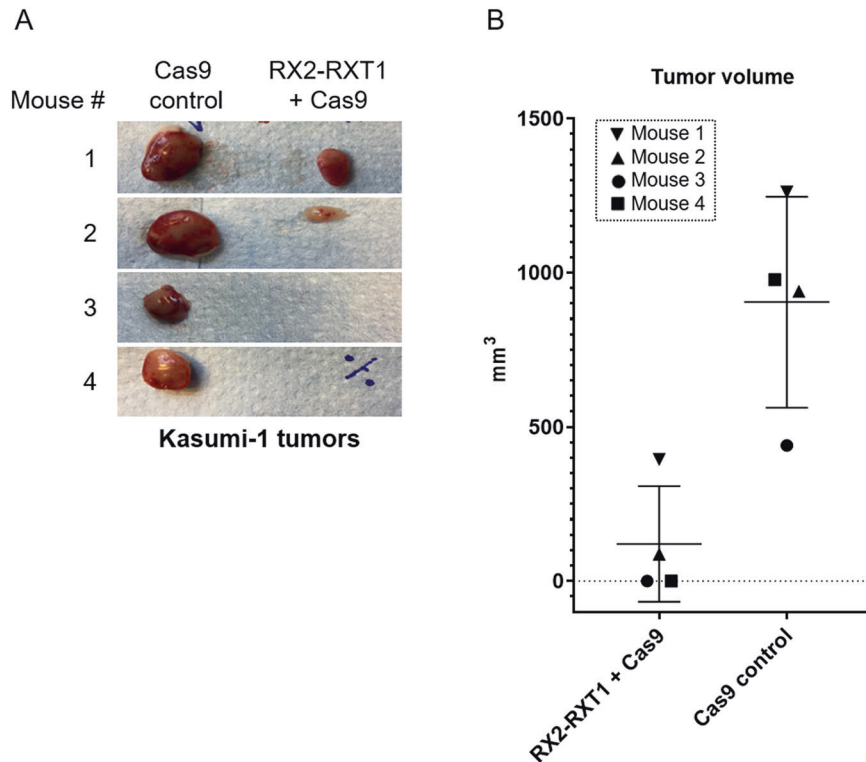 A
Mouse #
Cas9
control
RX2-RXT1
+ Cas9
1
2
3
4
Kasumi-1 tumors
B
Tumor volume
mm³
1500
1000
500
0
Mouse 1
Mouse 2
Mouse 3
Mouse 4
RX2-RXT1 + Cas9
Cas9 control